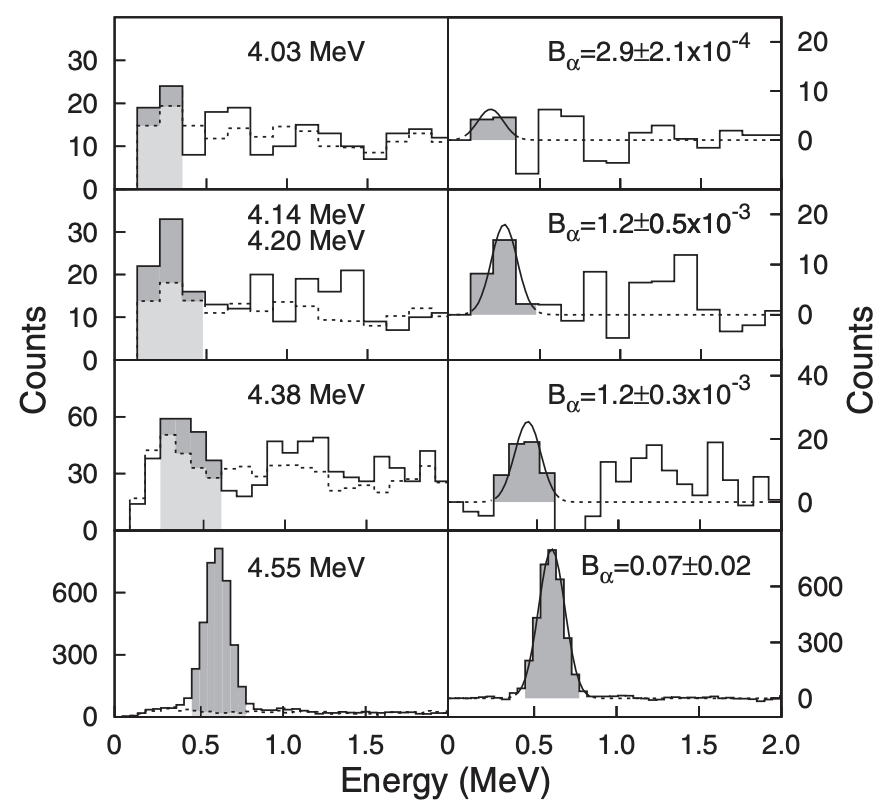 4.03 MeV
Bα=2.9±2.1x10-4
30
20
10
0
20
10
0
4.14 MeV
4.20 MeV
Bα=1.2±0.5x10-3
30
20
10
0
20
10
0
4.38 MeV
Bα=1.2±0.3x10-3
60
30
0
40
20
0
4.55 MeV
Bα=0.07±0.02
600
300
0
600
300
0
Counts
Counts
0 0.5 1.0 1.5 0 0.5 1.0 1.5 2.0
Energy (MeV)